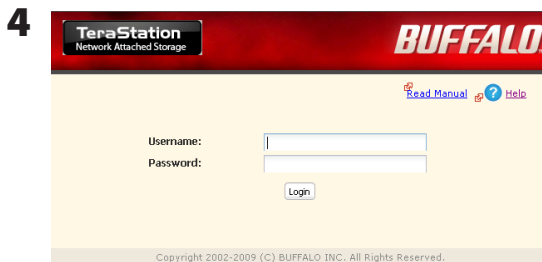 4
TeraStation
Network Attached Storage
BUFFALO
Read Manual Help
Username:
Password:
Login
Copyright 2002-2009 (C) BUFFALO INC. All Rights Reserved.